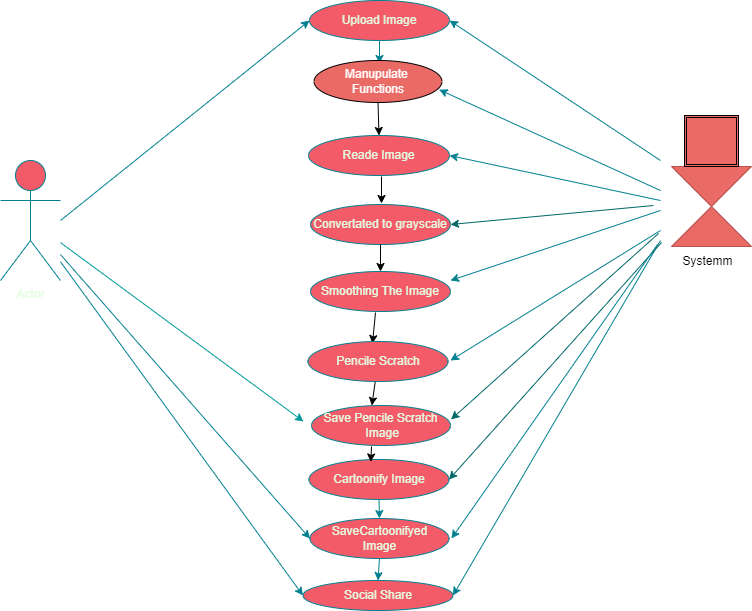 Upload Image
Manupulate
Functions
Reade Image
Convertated to grayscale
Smoothing The Image
Systemm
Actor
Pencile Scratch
Save Pencile Scratch
Image
Cartoonify Image
SaveCartoonifyed
Image
Social Share